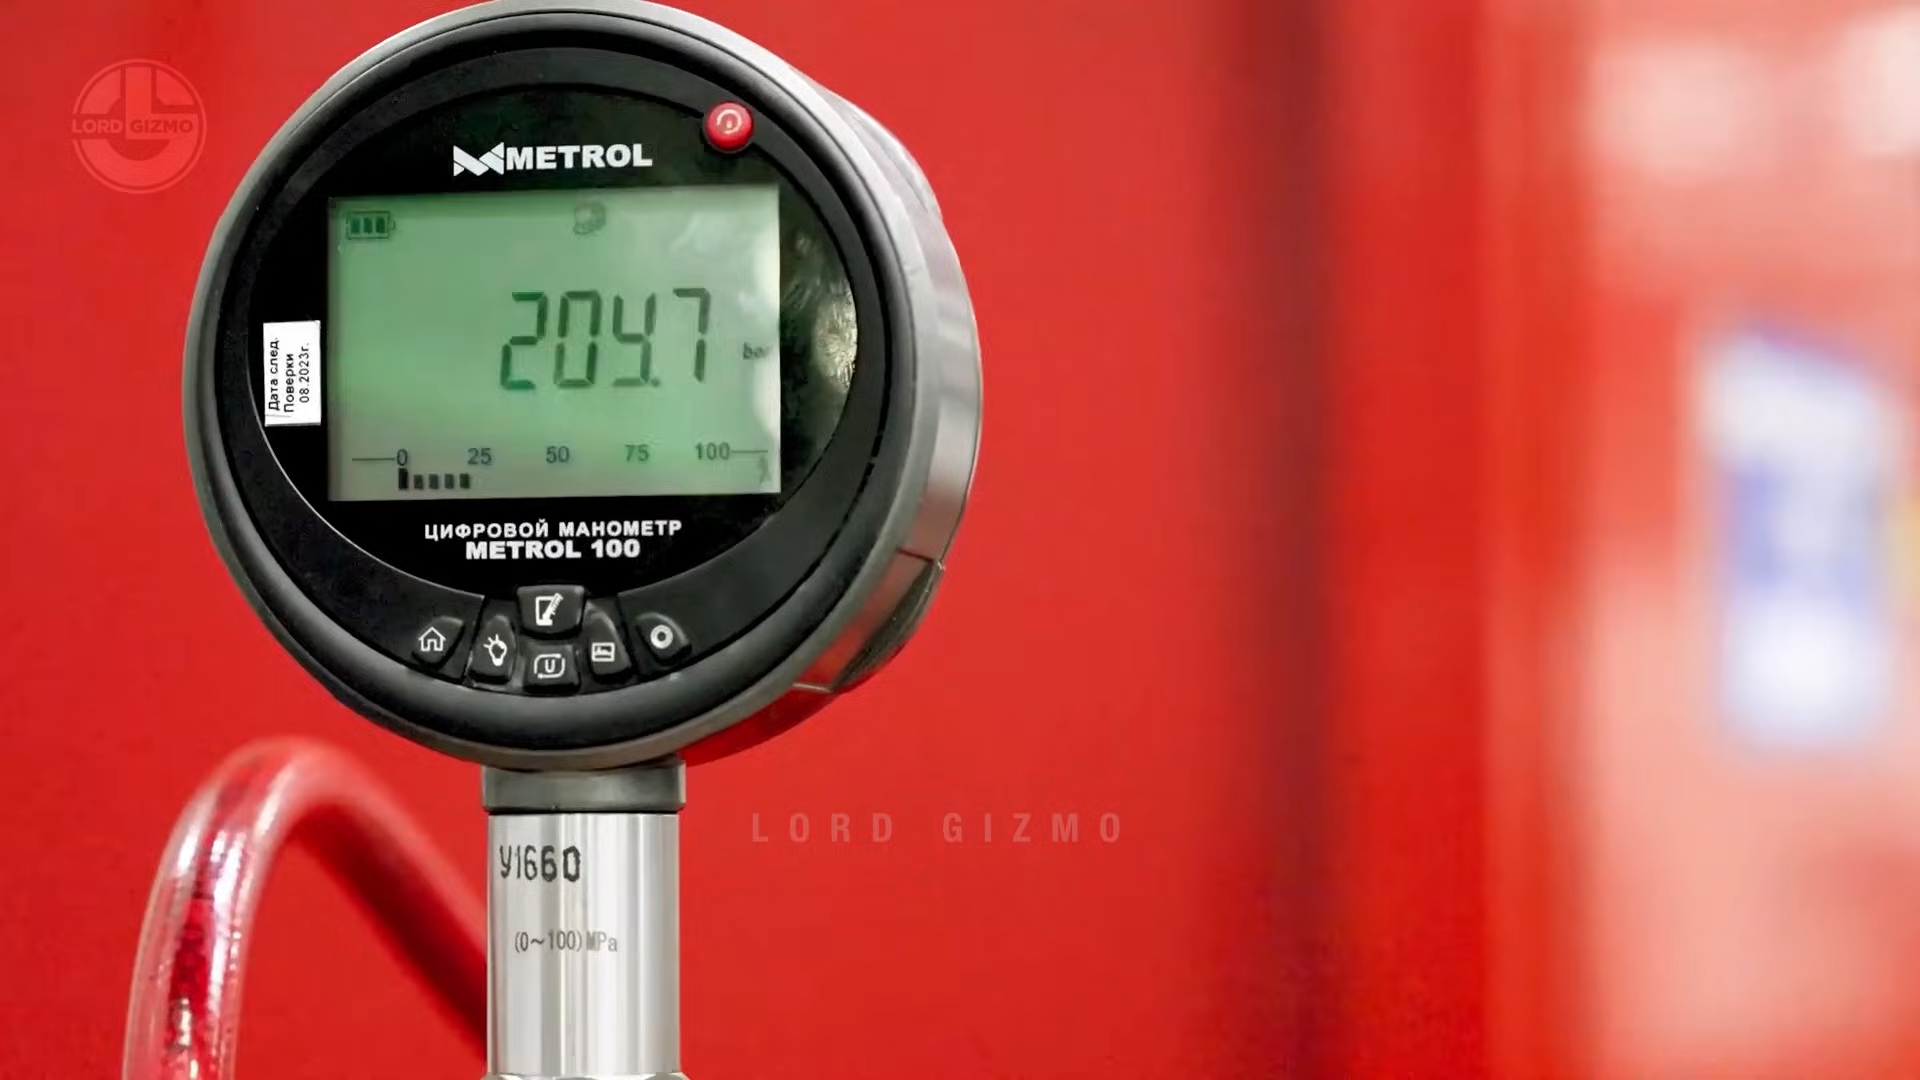 LORD GIZMO
METROL
204.7
bar
Дата след.
Поверки
08.2023г.
0 25 50 75 100
ЦИФРОВОЙ МАНОМЕТР
METROL 100
U
LORD GIZMO
У1660
(0~100)MPa